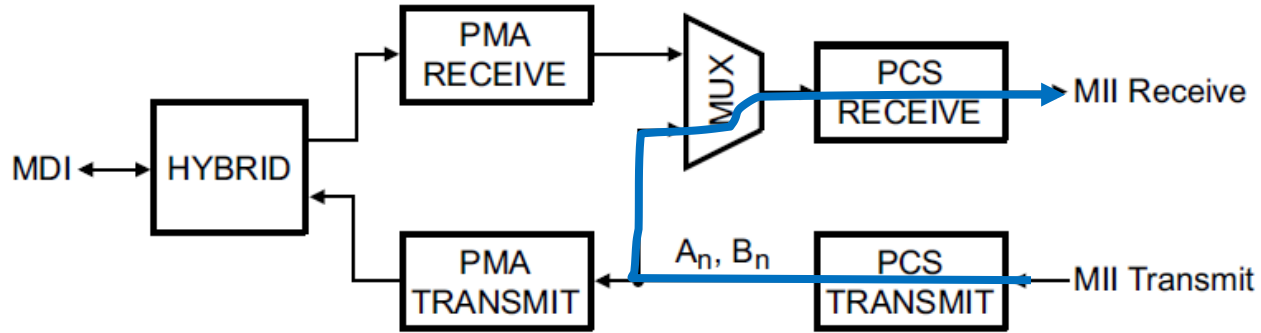 PMA
RECEIVE
MUX
PCS
RECEIVE
MII Receive
MDI
HYBRID
PMA
TRANSMIT
Aₙ, Bₙ
PCS
TRANSMIT
MII Transmit